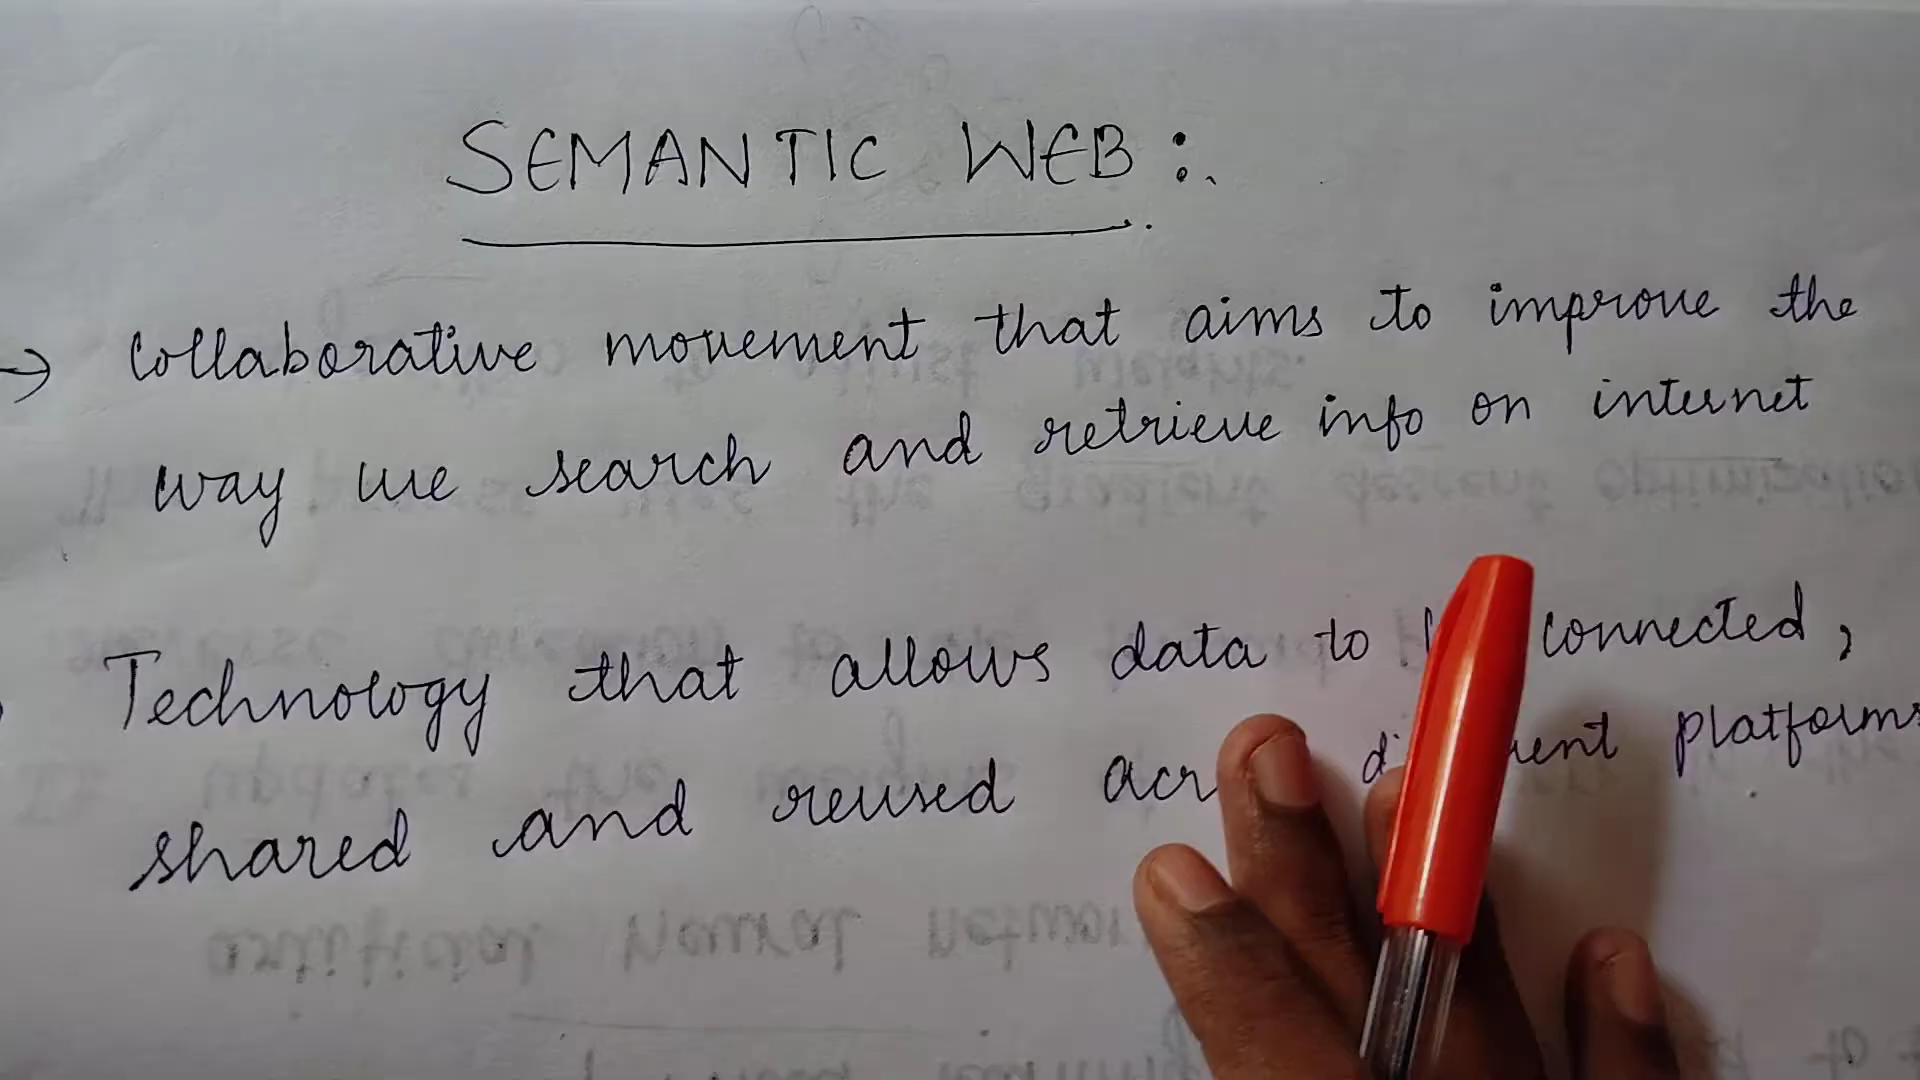 SEMANTIC WEB :.
→ Collaborative movement that aims to improve the
way we search and retrieve info on internet
Technology that allows data to connected,
shared and reused platforms